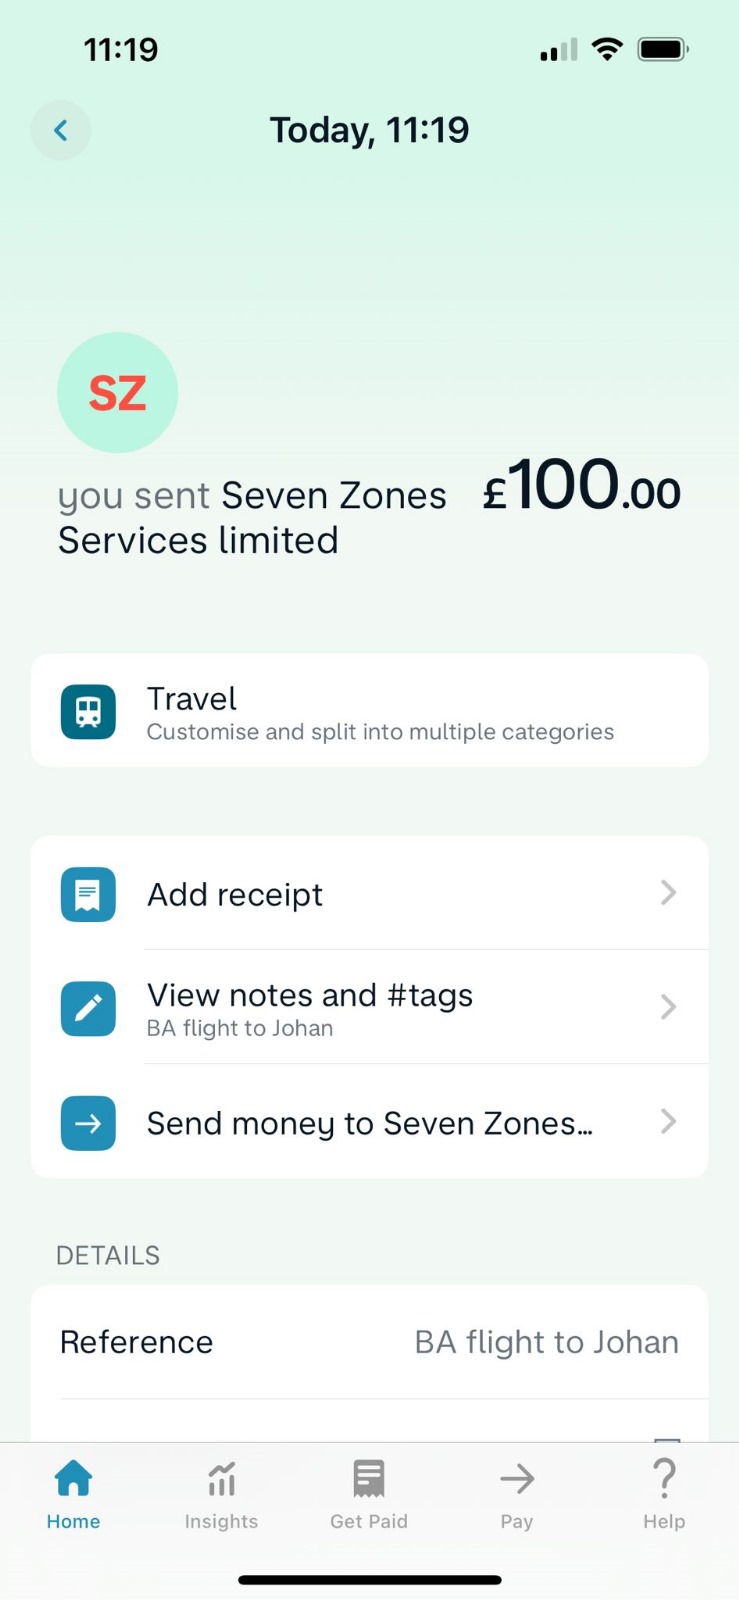 11:19
Today, 11:19
SZ
you sent Seven Zones £100.00
Services limited
Travel
Customise and split into multiple categories
Add receipt
View notes and #tags
BA flight to Johan
Send money to Seven Zones...
DETAILS
Reference BA flight to Johan
Home Insights Get Paid Pay Help